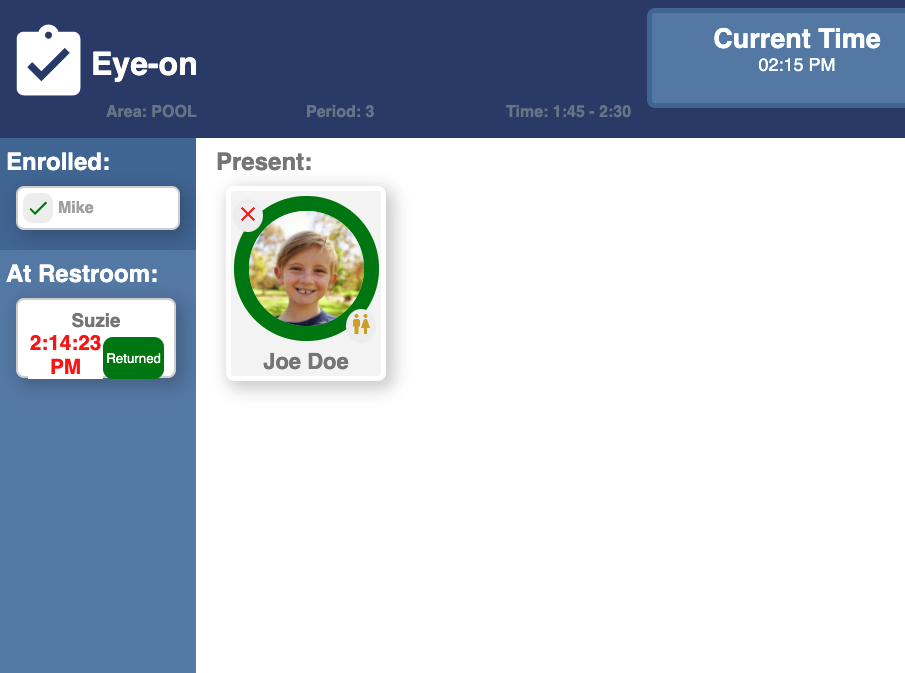 Eye-on
Current Time
02:15 PM
Area: POOL
Period: 3
Time: 1:45 - 2:30
Enrolled:
Mike
Present:
Joe Doe
At Restroom:
Suzie
2:14:23
PM
Returned